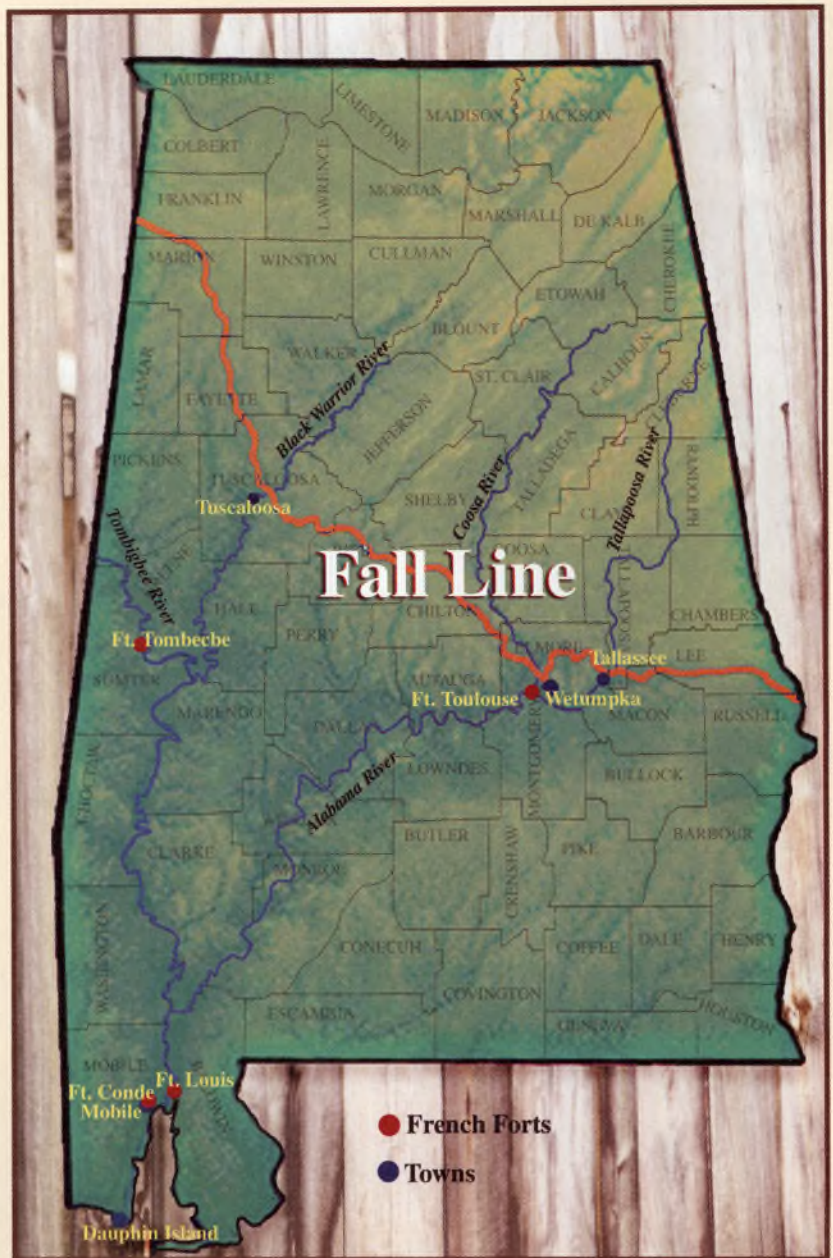 LAUDERDALE
LIMESTONE
MADISON
JACKSON
COLBERT
LAWRENCE
FRANKLIN
MORGAN
MARSHALL
DE KALB
MARION
WINSTON
CULLMAN
CHEROKEE
ETOWAH
BLOUNT
WALKER
LAMAR
FAYETTE
Black Warrior River
ST. CLAIR
CALHOUN
JEFFERSON
PICKENS
TUSCALOOSA
Tuscaloosa
SHELBY
Coosa River
TALLADEGA
CLAY
Tallapoosa River
RANDOLPH
Tombigbee River
Fall Line
COOSA
HALE
PERRY
CHILTON
CHAMBERS
Ft. Tombecbe
SUMTER
MARENGO
AUTAUGA
ELMORE
Tallassee
LEE
Ft. Toulouse
Wetumpka
DALLAS
MACON
RUSSELL
MONTGOMERY
Alabama River
LOWNDES
BULLOCK
CHOCTAW
CLARKE
MONROE
BUTLER
CRENSHAW
PIKE
BARBOUR
WASHINGTON
CONECUH
COFFEE
DALE
HENRY
COVINGTON
ESCAMBIA
HOUSTON
MOBILE
BALDWIN
Ft. Louis
Ft. Conde
Mobile
French Forts
Towns
Dauphin Island